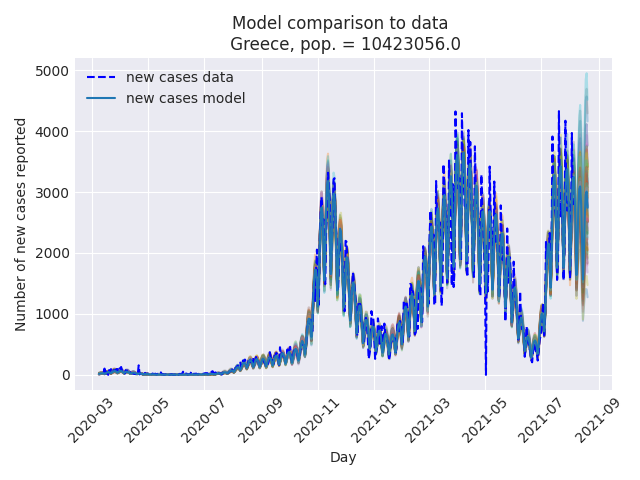 Model comparison to data
Greece, pop. = 10423056.0
new cases data
new cases model
Number of new cases reported
5000
4000
3000
2000
1000
0
2020-03
2020-05
2020-07
2020-09
2020-11
2021-01
2021-03
2021-05
2021-07
2021-09
Day